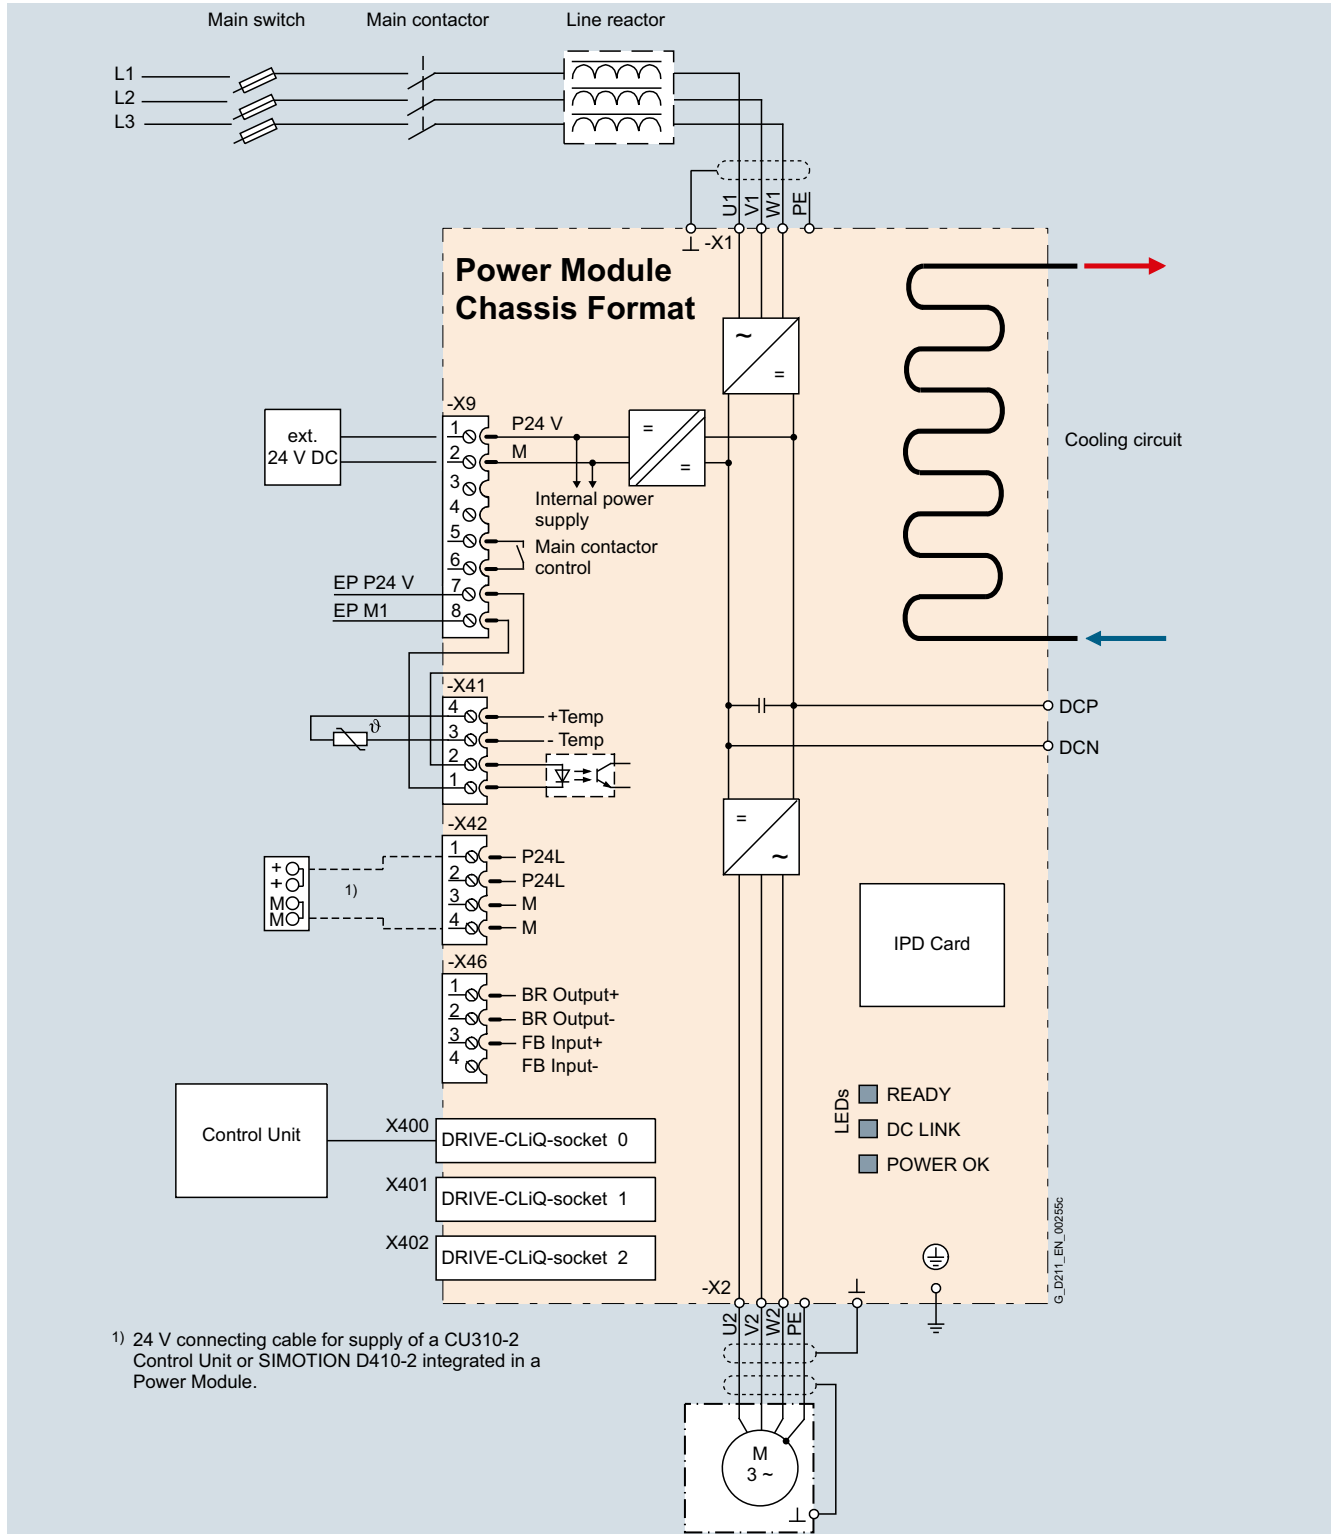 Main switch
Main contactor
Line reactor
L1
L2
L3
U1
V1
W1
PE
-X1
Power Module
Chassis Format
~
=
-X9
ext.
24 V DC
1
2
3
4
5
6
7
8
P24 V
M
=
=
Internal power
supply
Main contactor
control
EP P24 V
EP M1
Cooling circuit
-X41
4
3
2
1
ϑ
+Temp
- Temp
DCP
DCN
=
~
-X42
1
2
3
4
P24L
P24L
M
M
+
+
M
M
1)
IPD Card
-X46
1
2
3
4
BR Output+
BR Output-
FB Input+
FB Input-
LEDs
READY
DC LINK
POWER OK
Control Unit
X400
DRIVE-CLiQ-socket 0
X401
DRIVE-CLiQ-socket 1
X402
DRIVE-CLiQ-socket 2
G_D211_EN_00255c
-X2
U2
V2
W2
PE
1) 24 V connecting cable for supply of a CU310-2
Control Unit or SIMOTION D410-2 integrated in a
Power Module.
M
3 ~